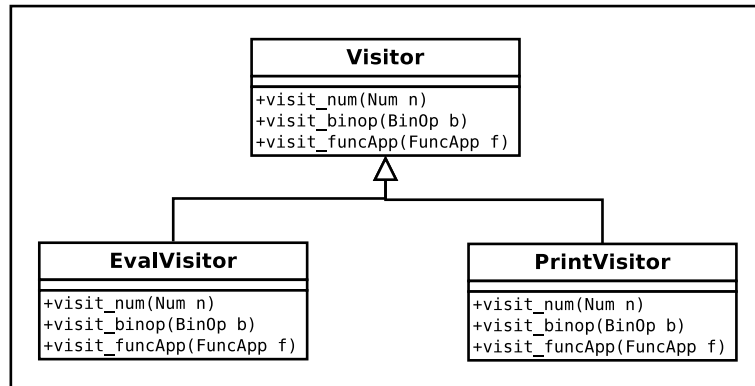 Visitor
+visit_num(Num n)
+visit_binop(BinOp b)
+visit_funcApp(FuncApp f)
EvalVisitor
+visit_num(Num n)
+visit_binop(BinOp b)
+visit_funcApp(FuncApp f)
PrintVisitor
+visit_num(Num n)
+visit_binop(BinOp b)
+visit_funcApp(FuncApp f)